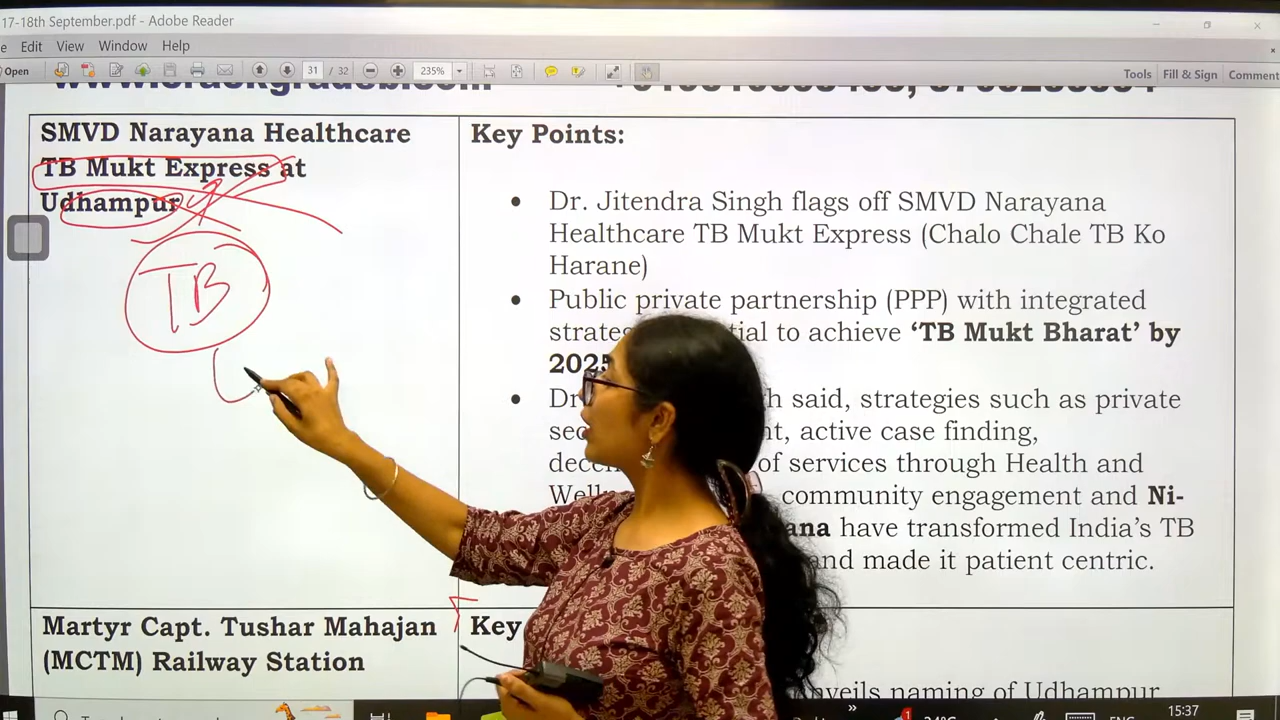 17-18th September.pdf - Adobe Reader
e Edit View Window Help
Open 31 / 32 235% Tools Fill & Sign Comment
SMVD Narayana Healthcare
TB Mukt Express at
Udhampur
TB
Key Points:
• Dr. Jitendra Singh flags off SMVD Narayana
Healthcare TB Mukt Express (Chalo Chale TB Ko
Harane)
• Public private partnership (PPP) with integrated
tial to achieve ‘TB Mukt Bharat’ by
2025
• h said, strategies such as private
t, active case finding,
of services through Health and
community engagement and Ni-
ana have transformed India’s TB
and made it patient centric.
Martyr Capt. Tushar Mahajan
(MCTM) Railway Station
Key
nveils naming of Udhampur
ENG 15:37